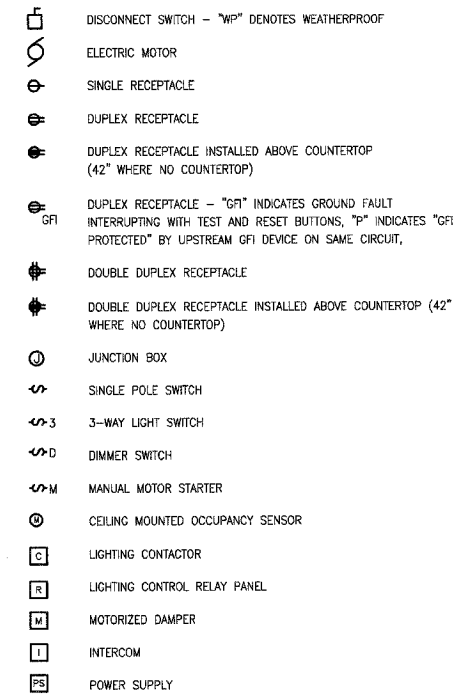 DISCONNECT SWITCH – "WP" DENOTES WEATHERPROOF
ELECTRIC MOTOR
SINGLE RECEPTACLE
DUPLEX RECEPTACLE
DUPLEX RECEPTACLE INSTALLED ABOVE COUNTERTOP
(42" WHERE NO COUNTERTOP)
GFI DUPLEX RECEPTACLE – "GFI" INDICATES GROUND FAULT
INTERRUPTING WITH TEST AND RESET BUTTONS, "P" INDICATES "GFI
PROTECTED" BY UPSTREAM GFI DEVICE ON SAME CIRCUIT,
DOUBLE DUPLEX RECEPTACLE
DOUBLE DUPLEX RECEPTACLE INSTALLED ABOVE COUNTERTOP (42"
WHERE NO COUNTERTOP)
J JUNCTION BOX
SINGLE POLE SWITCH
3 3-WAY LIGHT SWITCH
D DIMMER SWITCH
M MANUAL MOTOR STARTER
M CEILING MOUNTED OCCUPANCY SENSOR
C LIGHTING CONTACTOR
R LIGHTING CONTROL RELAY PANEL
M MOTORIZED DAMPER
I INTERCOM
PS POWER SUPPLY